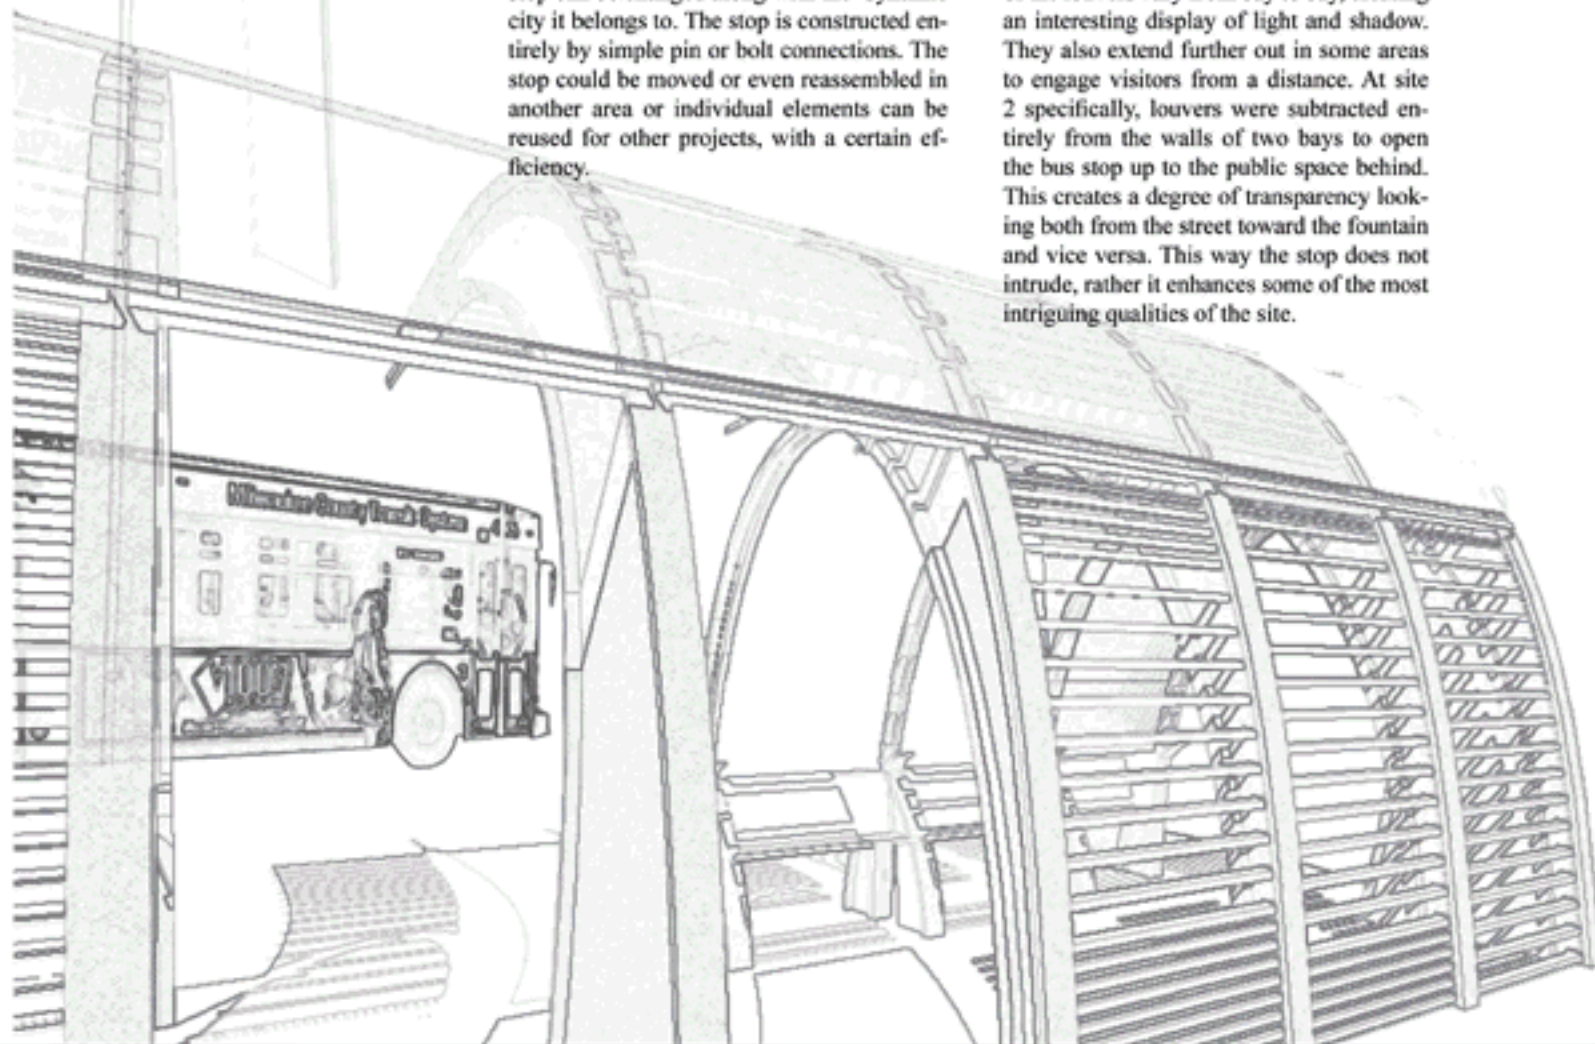 city it belongs to. The stop is constructed en-
tirely by simple pin or bolt connections. The
stop could be moved or even reassembled in
another area or individual elements can be
reused for other projects, with a certain ef-
ficiency.
an interesting display of light and shadow.
They also extend further out in some areas
to engage visitors from a distance. At site
2 specifically, louvers were subtracted en-
tirely from the walls of two bays to open
the bus stop up to the public space behind.
This creates a degree of transparency look-
ing both from the street toward the fountain
and vice versa. This way the stop does not
intrude, rather it enhances some of the most
intriguing qualities of the site.
Milwaukee County Transit System